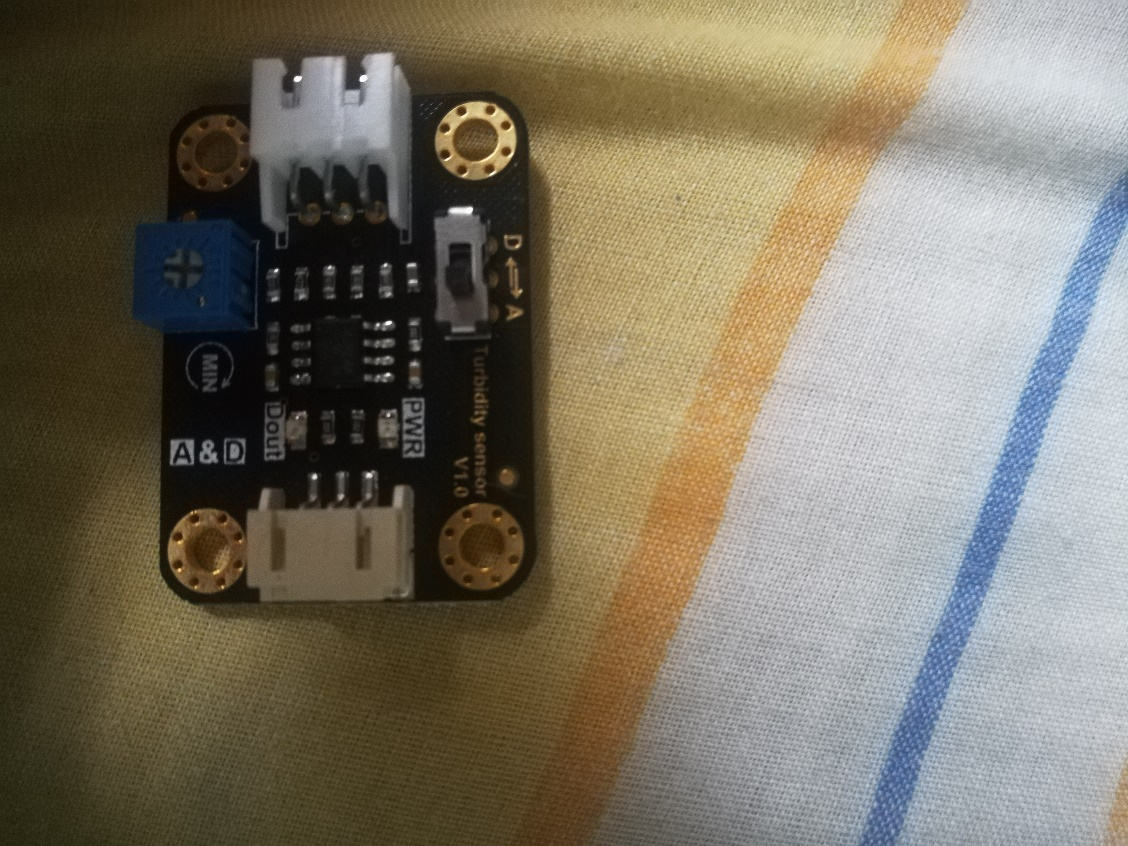 D
A
MIN
Turbidity sensor
V1.0
Dout
PWR
A & D